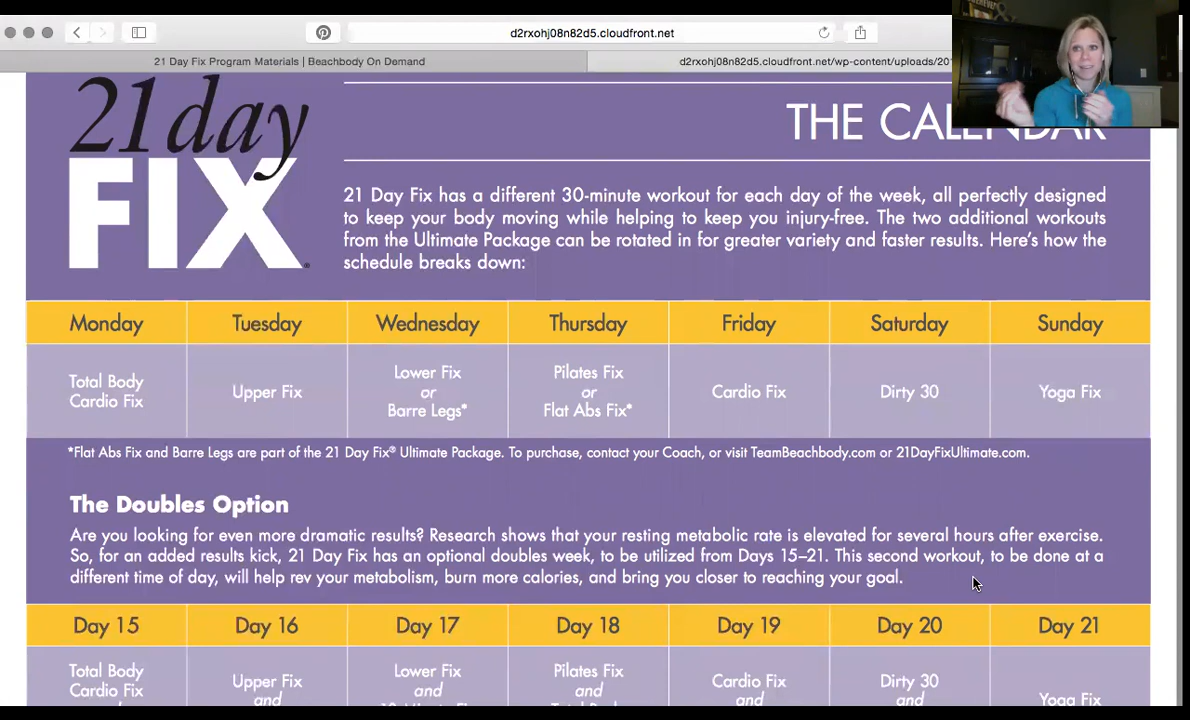 d2rxohj08n82d5.cloudfront.net
21 Day Fix Program Materials | Beachbody On Demand
d2rxohj08n82d5.cloudfront.net/wp-content/uploads/201
21 day
FIX
THE CALENDAR
21 Day Fix has a different 30-minute workout for each day of the week, all perfectly designed
to keep your body moving while helping to keep you injury-free. The two additional workouts
from the Ultimate Package can be rotated in for greater variety and faster results. Here's how the
schedule breaks down:
Monday Tuesday Wednesday Thursday Friday Saturday Sunday
Total Body
Cardio Fix
Upper Fix
Lower Fix
or
Barre Legs*
Pilates Fix
or
Flat Abs Fix*
Cardio Fix
Dirty 30
Yoga Fix
*Flat Abs Fix and Barre Legs are part of the 21 Day Fix® Ultimate Package. To purchase, contact your Coach, or visit TeamBeachbody.com or 21DayFixUltimate.com.
The Doubles Option
Are you looking for even more dramatic results? Research shows that your resting metabolic rate is elevated for several hours after exercise.
So, for an added results kick, 21 Day Fix has an optional doubles week, to be utilized from Days 15–21. This second workout, to be done at a
different time of day, will help rev your metabolism, burn more calories, and bring you closer to reaching your goal.
Day 15 Day 16 Day 17 Day 18 Day 19 Day 20 Day 21
Total Body
Cardio Fix
Upper Fix
and
Lower Fix
and
Pilates Fix
and
Cardio Fix
and
Dirty 30
and
Yoga Fix